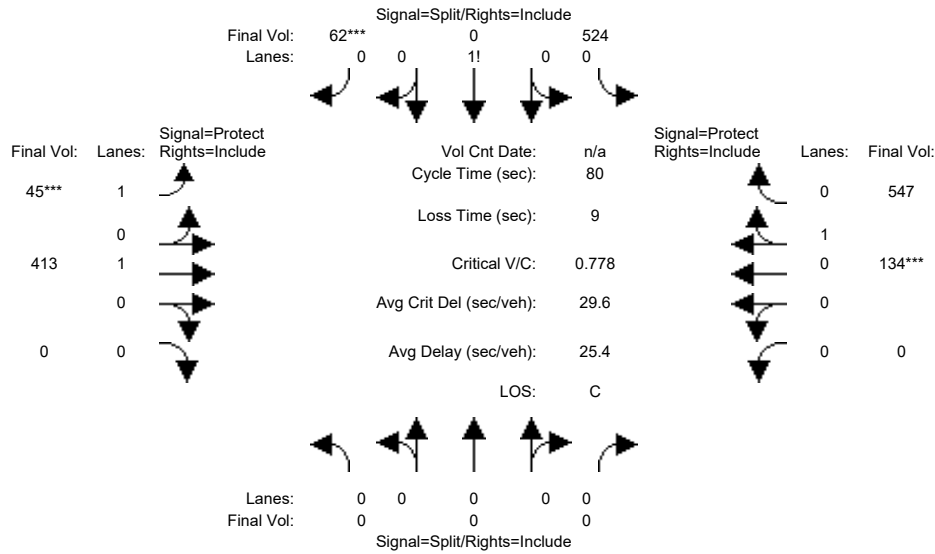 Signal=Split/Rights=Include
Final Vol: 62*** 0 524
Lanes: 0 0 1! 0 0
Signal=Protect
Final Vol: Lanes: Rights=Include
Vol Cnt Date: n/a
Signal=Protect
Rights=Include Lanes: Final Vol:
Cycle Time (sec): 80
45*** 1
0 547
Loss Time (sec): 9
0
1
413 1
Critical V/C: 0.778
0 134***
0
Avg Crit Del (sec/veh): 29.6
0
0 0
Avg Delay (sec/veh): 25.4
0 0
LOS: C
Lanes: 0 0 0 0 0
Final Vol: 0 0 0
Signal=Split/Rights=Include